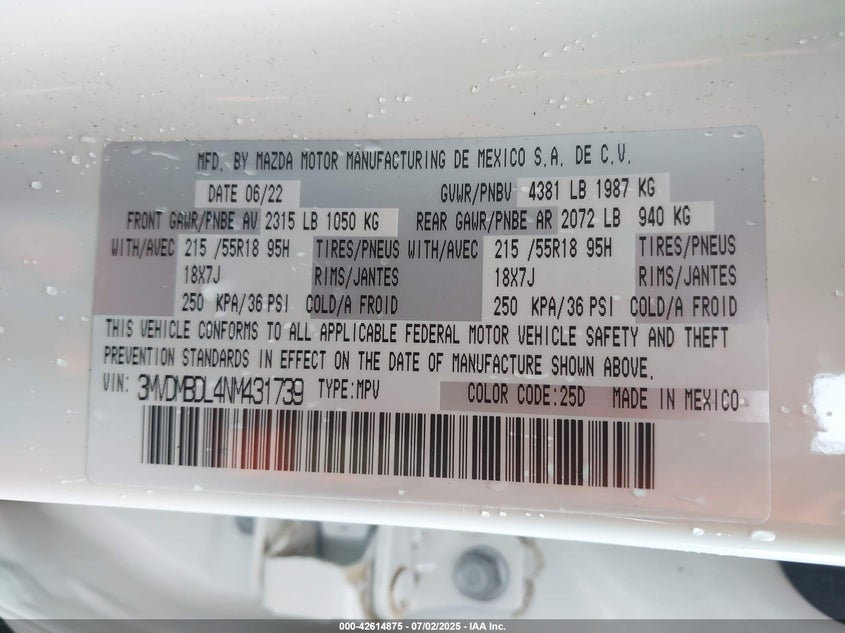 MFD. BY MAZDA MOTOR MANUFACTURING DE MEXICO S.A. DE C.V.
DATE 06/22 GVWR/PNBV 4381 LB 1987 KG
FRONT GAWR/PNBE AV 2315 LB 1050 KG REAR GAWR/PNBE AR 2072 LB 940 KG
WITH/AVEC 215 /55R18 95H TIRES/PNEUS WITH/AVEC 215 /55R18 95H TIRES/PNEUS
18X7J RIMS/JANTES 18X7J RIMS/JANTES
250 KPA/36 PSI COLD/A FROID 250 KPA/36 PSI COLD/A FROID
THIS VEHICLE CONFORMS TO ALL APPLICABLE FEDERAL MOTOR VEHICLE SAFETY AND THEFT
PREVENTION STANDARDS IN EFFECT ON THE DATE OF MANUFACTURE SHOWN ABOVE.
VIN: 3MVDMBDL4NM431739 TYPE:MPV COLOR CODE:25D MADE IN MEXICO
000-42614875 - 07/02/2025 - IAA Inc.